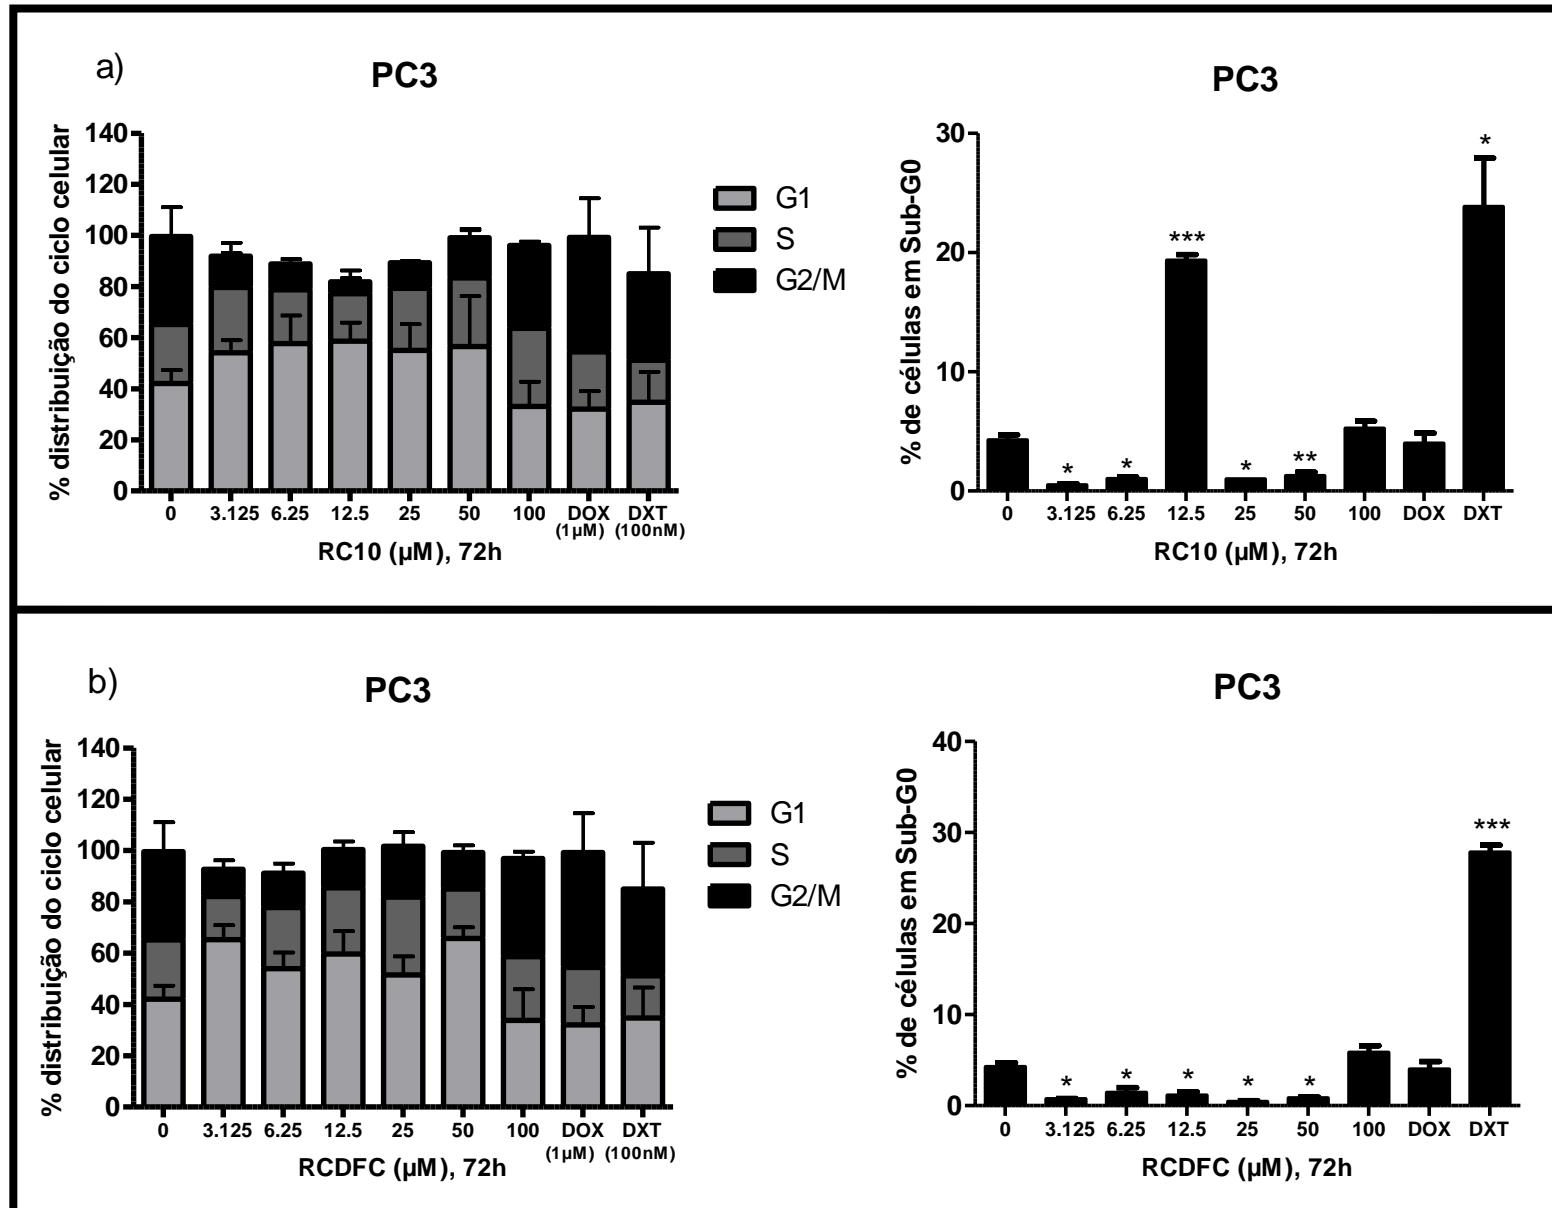 a)
PC3
% distribuição do ciclo celular
140
120
100
80
60
40
20
0
0 3.125 6.25 12.5 25 50 100 DOX DXT
(1µM) (100nM)
RC10 (µM), 72h
G1
S
G2/M
PC3
% de células em Sub-G0
30
20
10
0
* * *** * ** *
0 3.125 6.25 12.5 25 50 100 DOX DXT
RC10 (µM), 72h
b)
PC3
% distribuição do ciclo celular
140
120
100
80
60
40
20
0
0 3.125 6.25 12.5 25 50 100 DOX DXT
(1µM) (100nM)
RCDFC (µM), 72h
G1
S
G2/M
PC3
% de células em Sub-G0
40
30
20
10
0
* * * * * ***
0 3.125 6.25 12.5 25 50 100 DOX DXT
RCDFC (µM), 72h